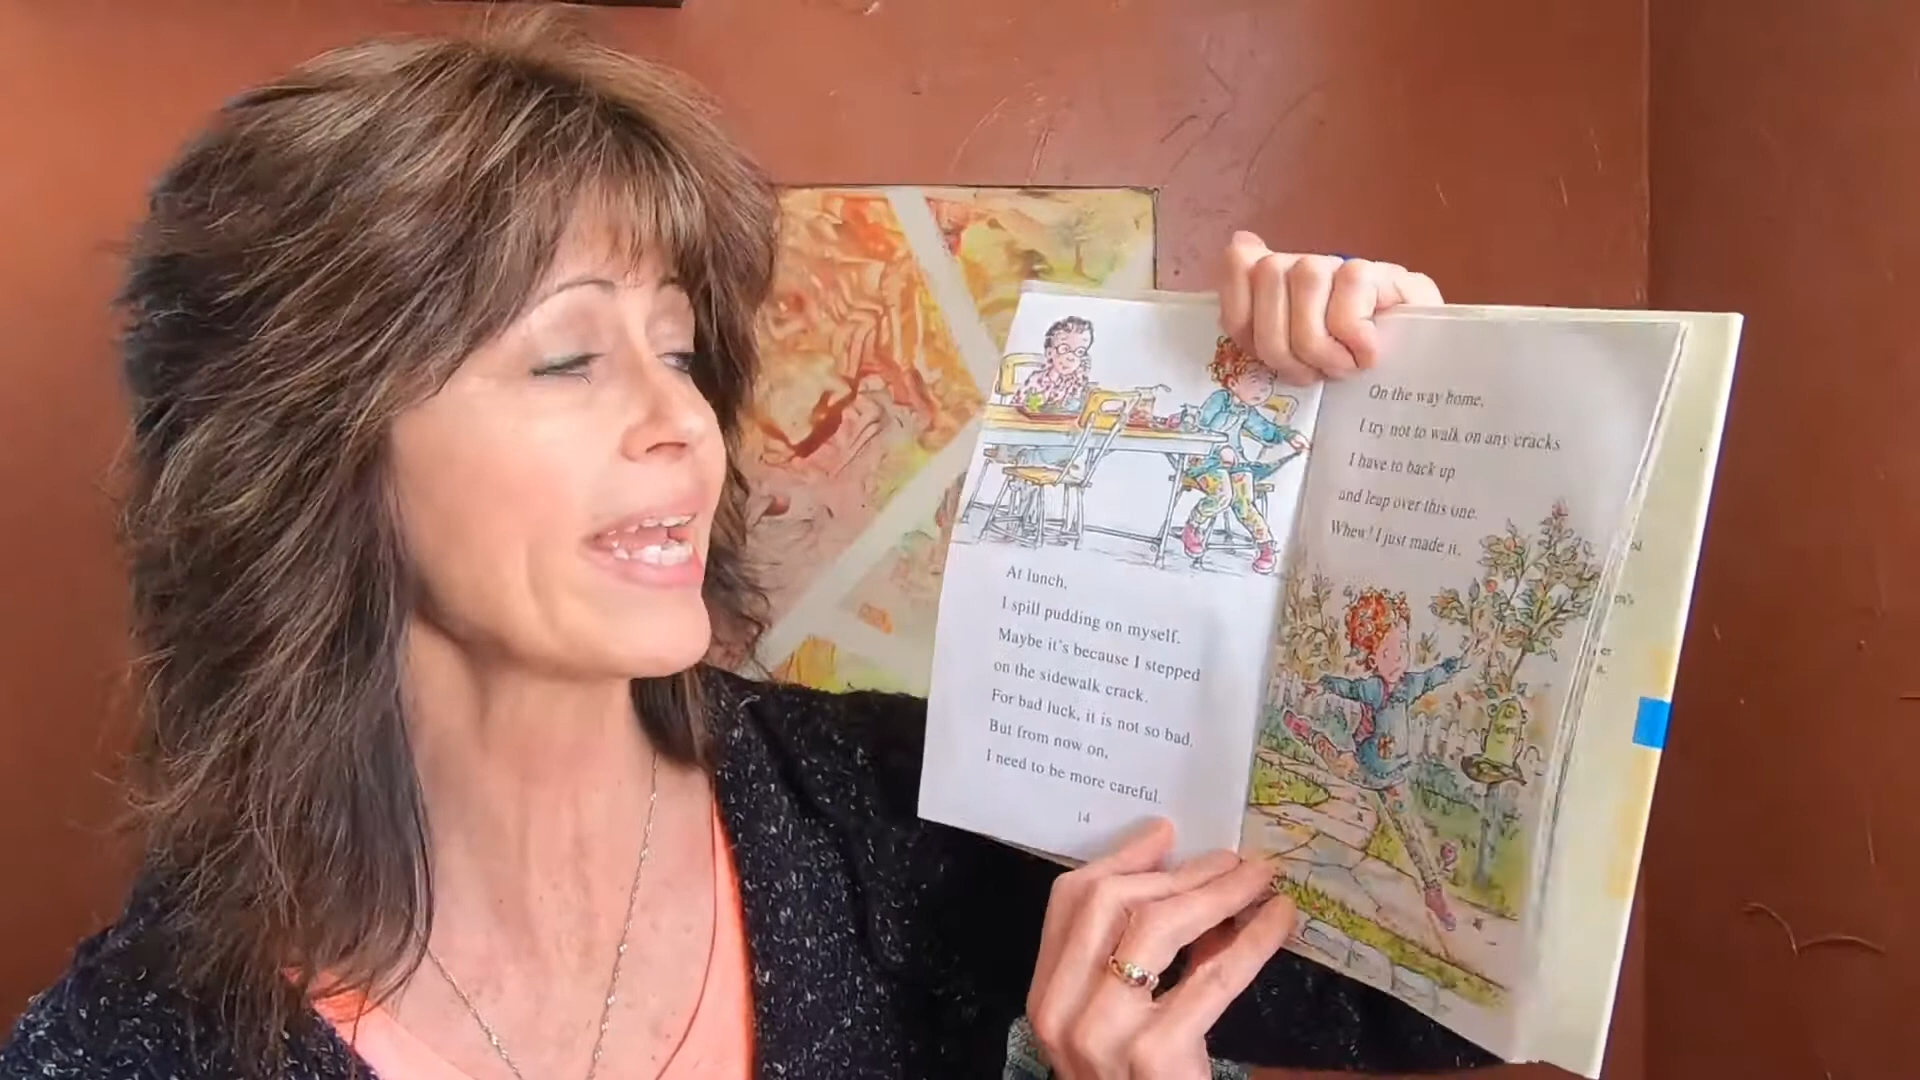 At lunch,
I spill pudding on myself.
Maybe it's because I stepped
on the sidewalk crack.
For bad luck, it is not so bad.
But from now on,
I need to be more careful.
14
On the way home,
I try not to walk on any cracks.
I have to back up
and leap over this one.
Whew! I just made it.